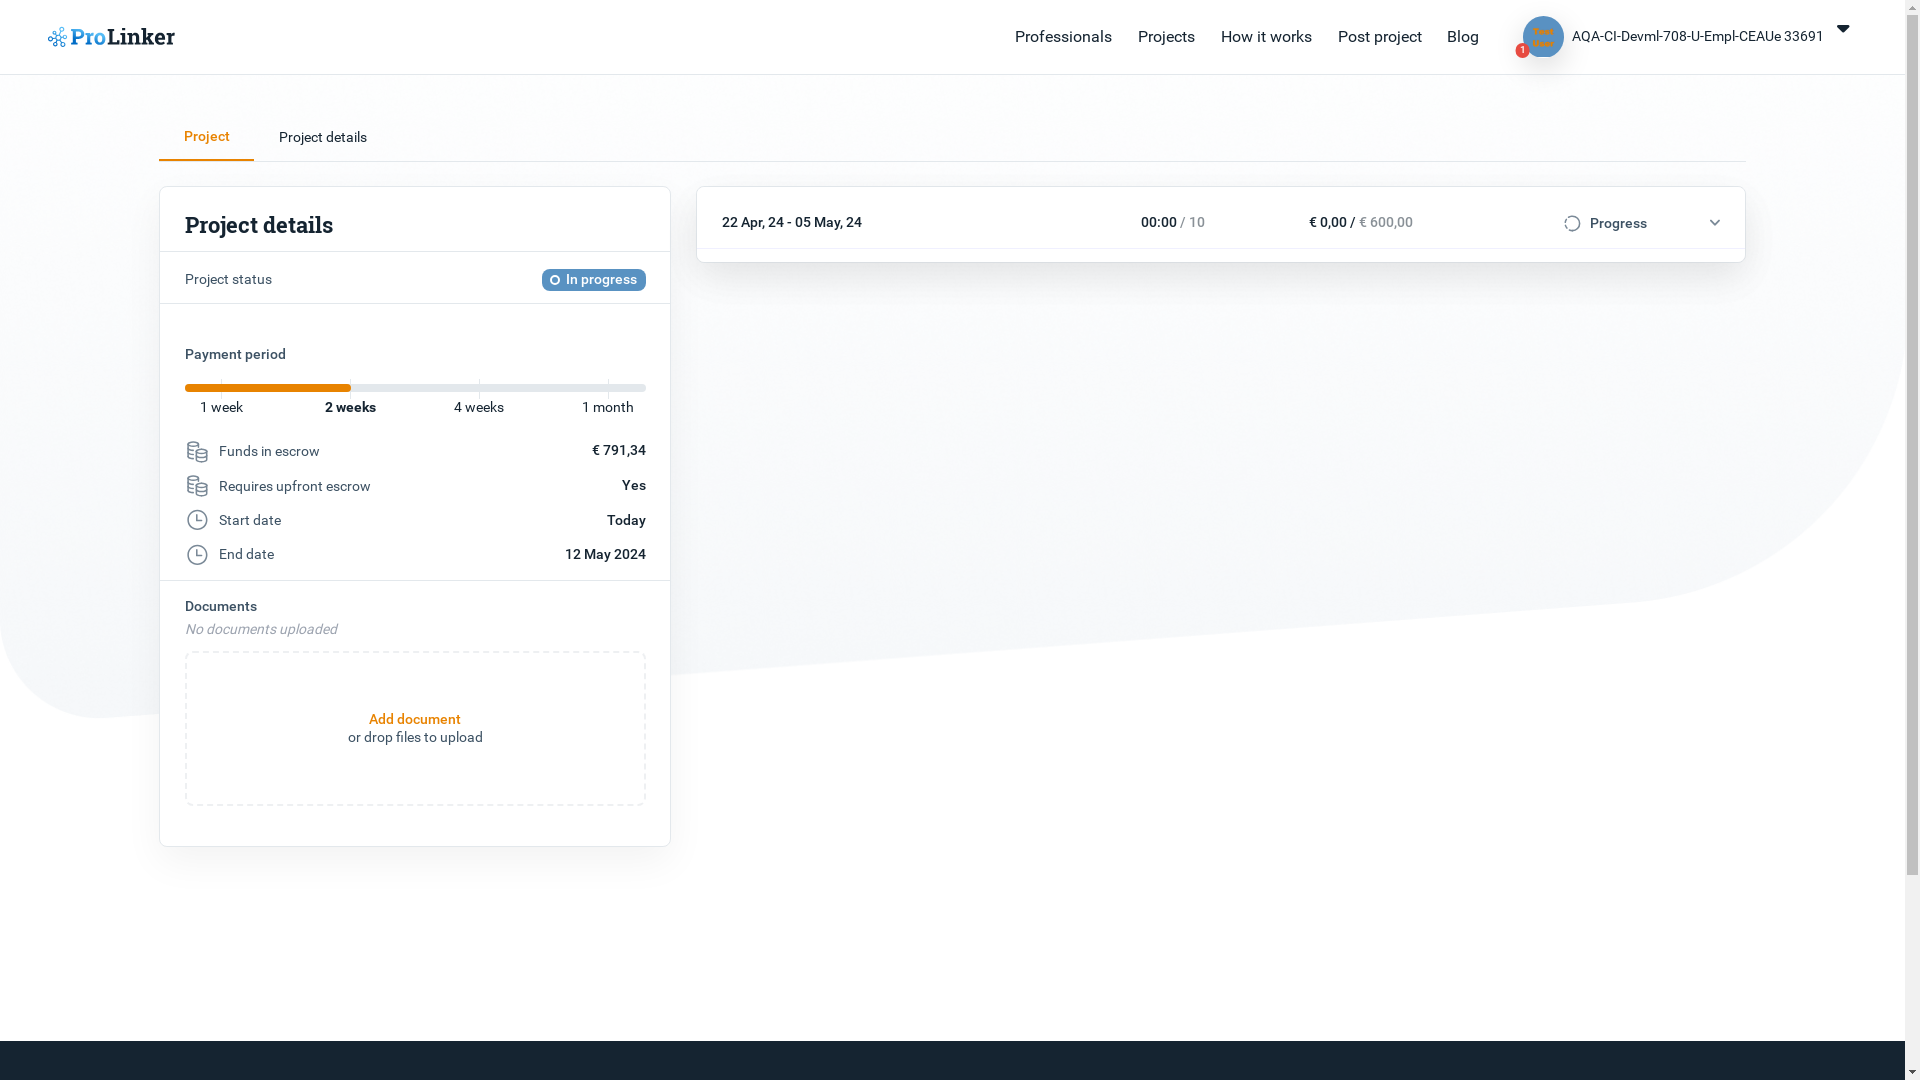 ProLinker
Professionals
Projects
How it works
Post project
Blog
1
AQA-CI-Devml-708-U-Empl-CEAUe 33691
Project
Project details
Project details
Project status
In progress
Payment period
1 week
2 weeks
4 weeks
1 month
Funds in escrow
€ 791,34
Requires upfront escrow
Yes
Start date
Today
End date
12 May 2024
Documents
No documents uploaded
Add document
or drop files to upload
22 Apr, 24 - 05 May, 24
00:00 / 10
€ 0,00 / € 600,00
Progress